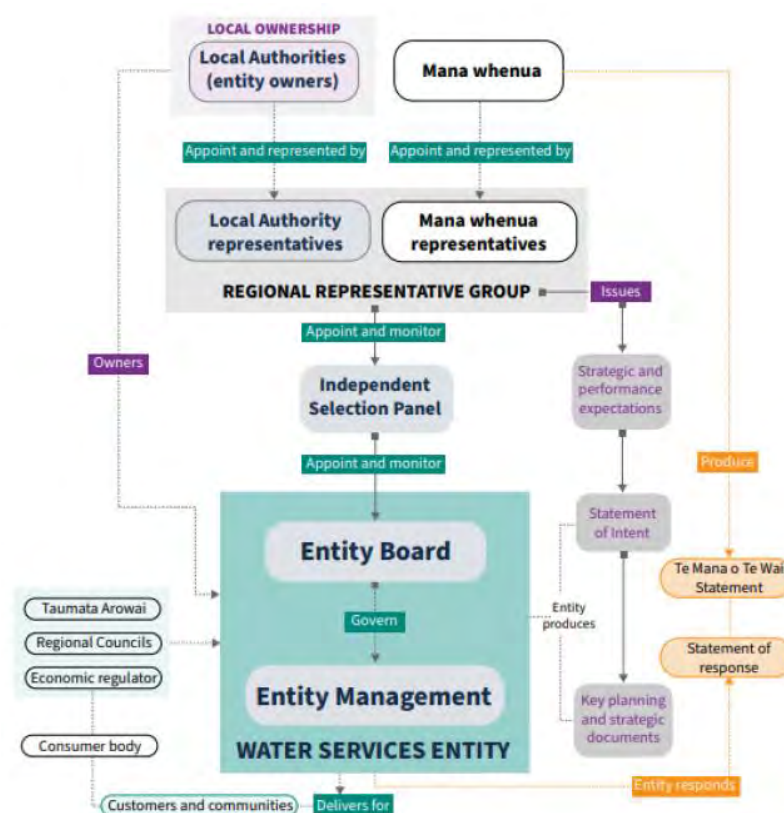 LOCAL OWNERSHIP
Local Authorities
(entity owners)
Mana whenua
Appoint and represented by
Appoint and represented by
Local Authority
representatives
Mana whenua
representatives
REGIONAL REPRESENTATIVE GROUP
Issues
Appoint and monitor
Owners
Independent
Selection Panel
Strategic and
performance
expectations
Appoint and monitor
Produce
Entity Board
Statement
of Intent
Te Mana o Te Wai
Statement
Taumata Arowai
Regional Councils
Economic regulator
Govern
Entity
produces
Statement of
response
Entity Management
Key planning
and strategic
documents
WATER SERVICES ENTITY
Consumer body
Entity responds
Customers and communities
Delivers for